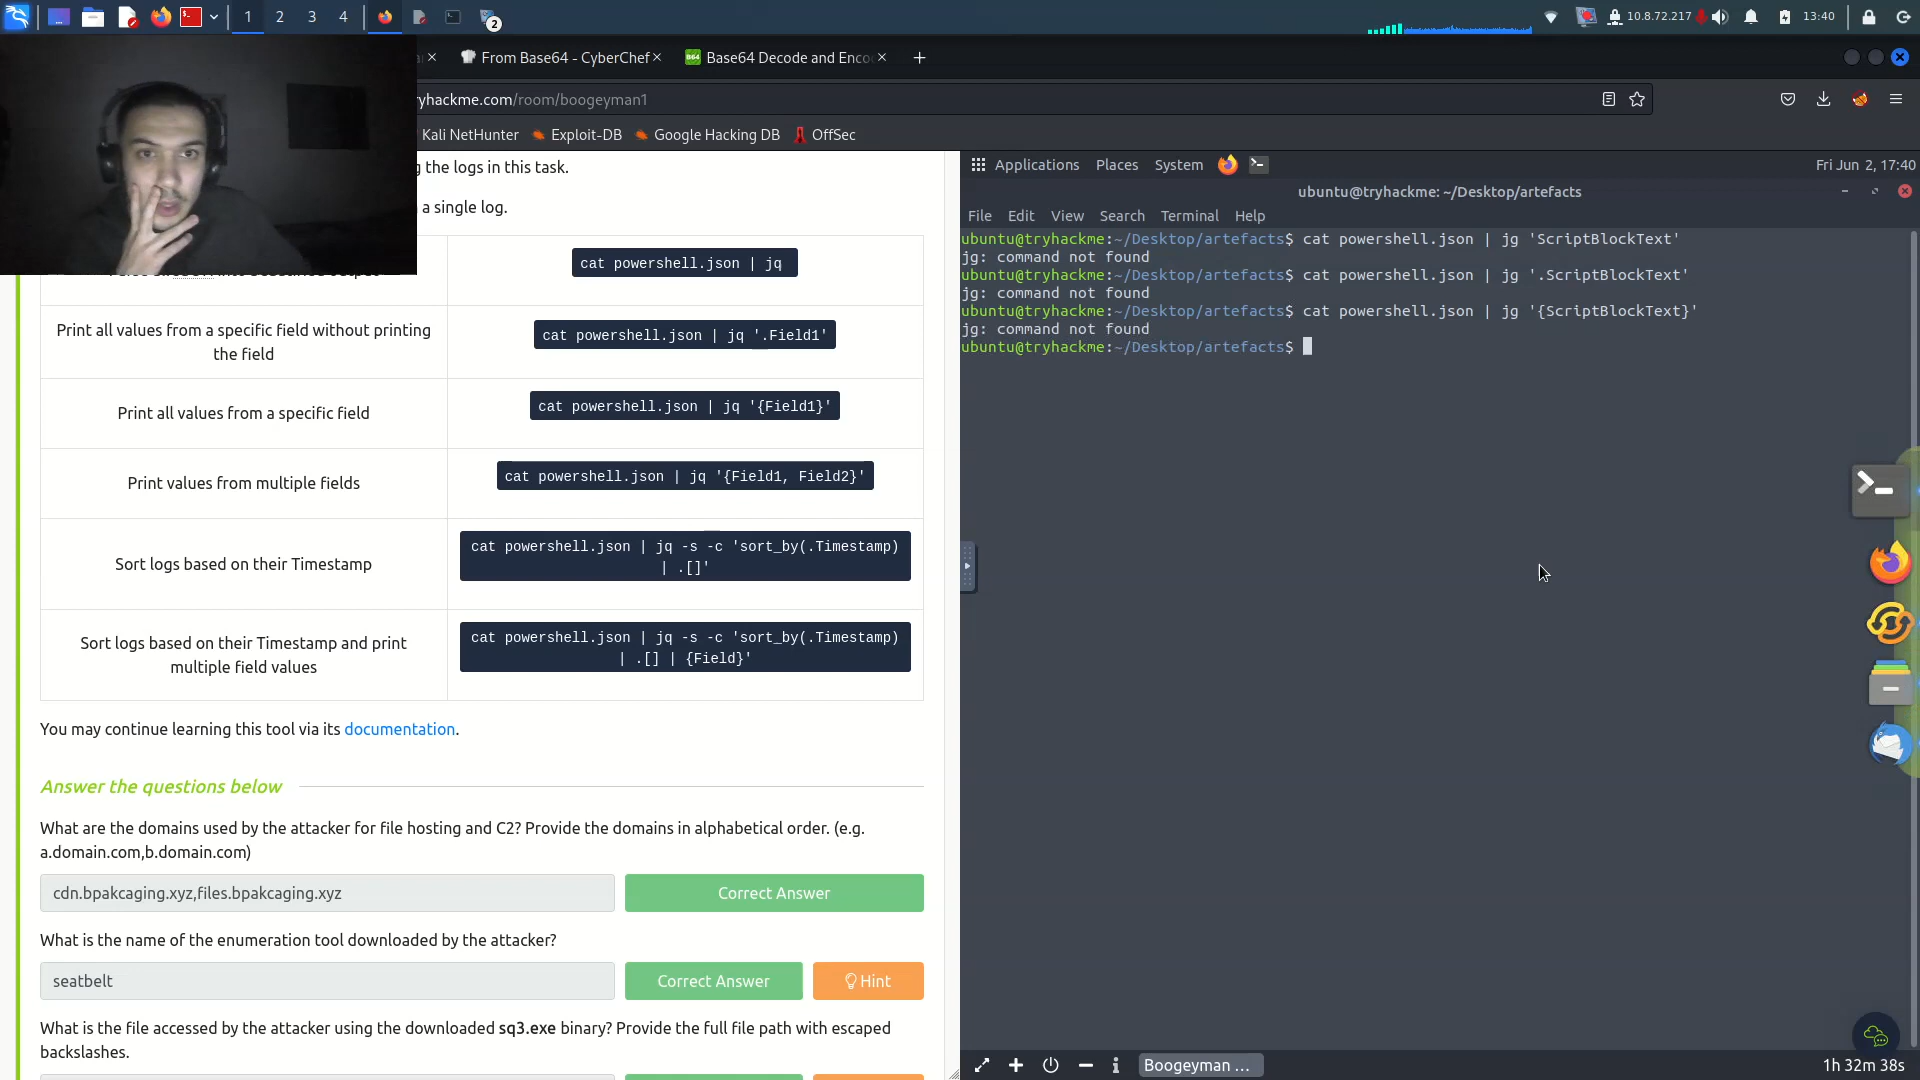 1
2
3
4
2
10.8.72.217
13:40
From Base64 - CyberChef
Base64 Decode and Enco
yhackme.com/room/boogeyman1
Kali NetHunter
Exploit-DB
Google Hacking DB
OffSec
g the logs in this task.
a single log.
cat powershell.json | jq
Print all values from a specific field without printing
the field
cat powershell.json | jq '.Field1'
Print all values from a specific field
cat powershell.json | jq '{Field1}'
Print values from multiple fields
cat powershell.json | jq '{Field1, Field2}'
Sort logs based on their Timestamp
cat powershell.json | jq -s -c 'sort_by(.Timestamp)
| .[]'
Sort logs based on their Timestamp and print
multiple field values
cat powershell.json | jq -s -c 'sort_by(.Timestamp)
| .[] | {Field}'
You may continue learning this tool via its documentation.
Answer the questions below
What are the domains used by the attacker for file hosting and C2? Provide the domains in alphabetical order. (e.g.
a.domain.com,b.domain.com)
cdn.bpakcaging.xyz,files.bpakcaging.xyz
Correct Answer
What is the name of the enumeration tool downloaded by the attacker?
seatbelt
Correct Answer
Hint
What is the file accessed by the attacker using the downloaded sq3.exe binary? Provide the full file path with escaped
backslashes.
Applications
Places
System
Fri Jun 2, 17:40
ubuntu@tryhackme: ~/Desktop/artefacts
File Edit View Search Terminal Help
ubuntu@tryhackme:~/Desktop/artefacts$ cat powershell.json | jg 'ScriptBlockText'
jg: command not found
ubuntu@tryhackme:~/Desktop/artefacts$ cat powershell.json | jg '.ScriptBlockText'
jg: command not found
ubuntu@tryhackme:~/Desktop/artefacts$ cat powershell.json | jg '{ScriptBlockText}'
jg: command not found
ubuntu@tryhackme:~/Desktop/artefacts$
Boogeyman ...
1h 32m 38s